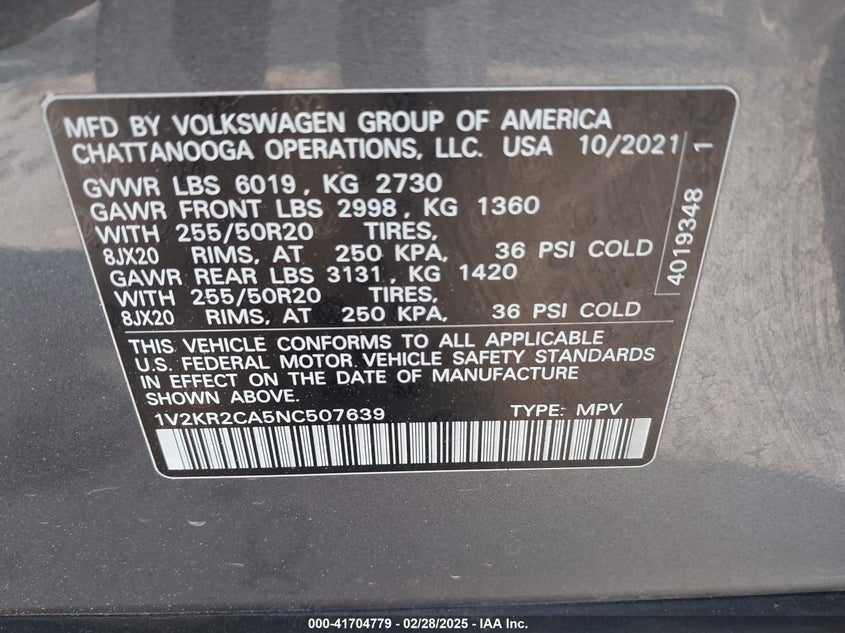 MFD BY VOLKSWAGEN GROUP OF AMERICA
CHATTANOOGA OPERATIONS, LLC. USA 10/2021
GVWR LBS 6019, KG 2730
GAWR FRONT LBS 2998, KG 1360
WITH 255/50R20 TIRES,
8JX20 RIMS, AT 250 KPA, 36 PSI COLD
GAWR REAR LBS 3131, KG 1420
WITH 255/50R20 TIRES,
8JX20 RIMS, AT 250 KPA, 36 PSI COLD
4019348 1
THIS VEHICLE CONFORMS TO ALL APPLICABLE
U.S. FEDERAL MOTOR VEHICLE SAFETY STANDARDS
IN EFFECT ON THE DATE OF MANUFACTURE
SHOWN ABOVE.
1V2KR2CA5NC507639 TYPE: MPV
000-41704779 - 02/28/2025 - IAA Inc.